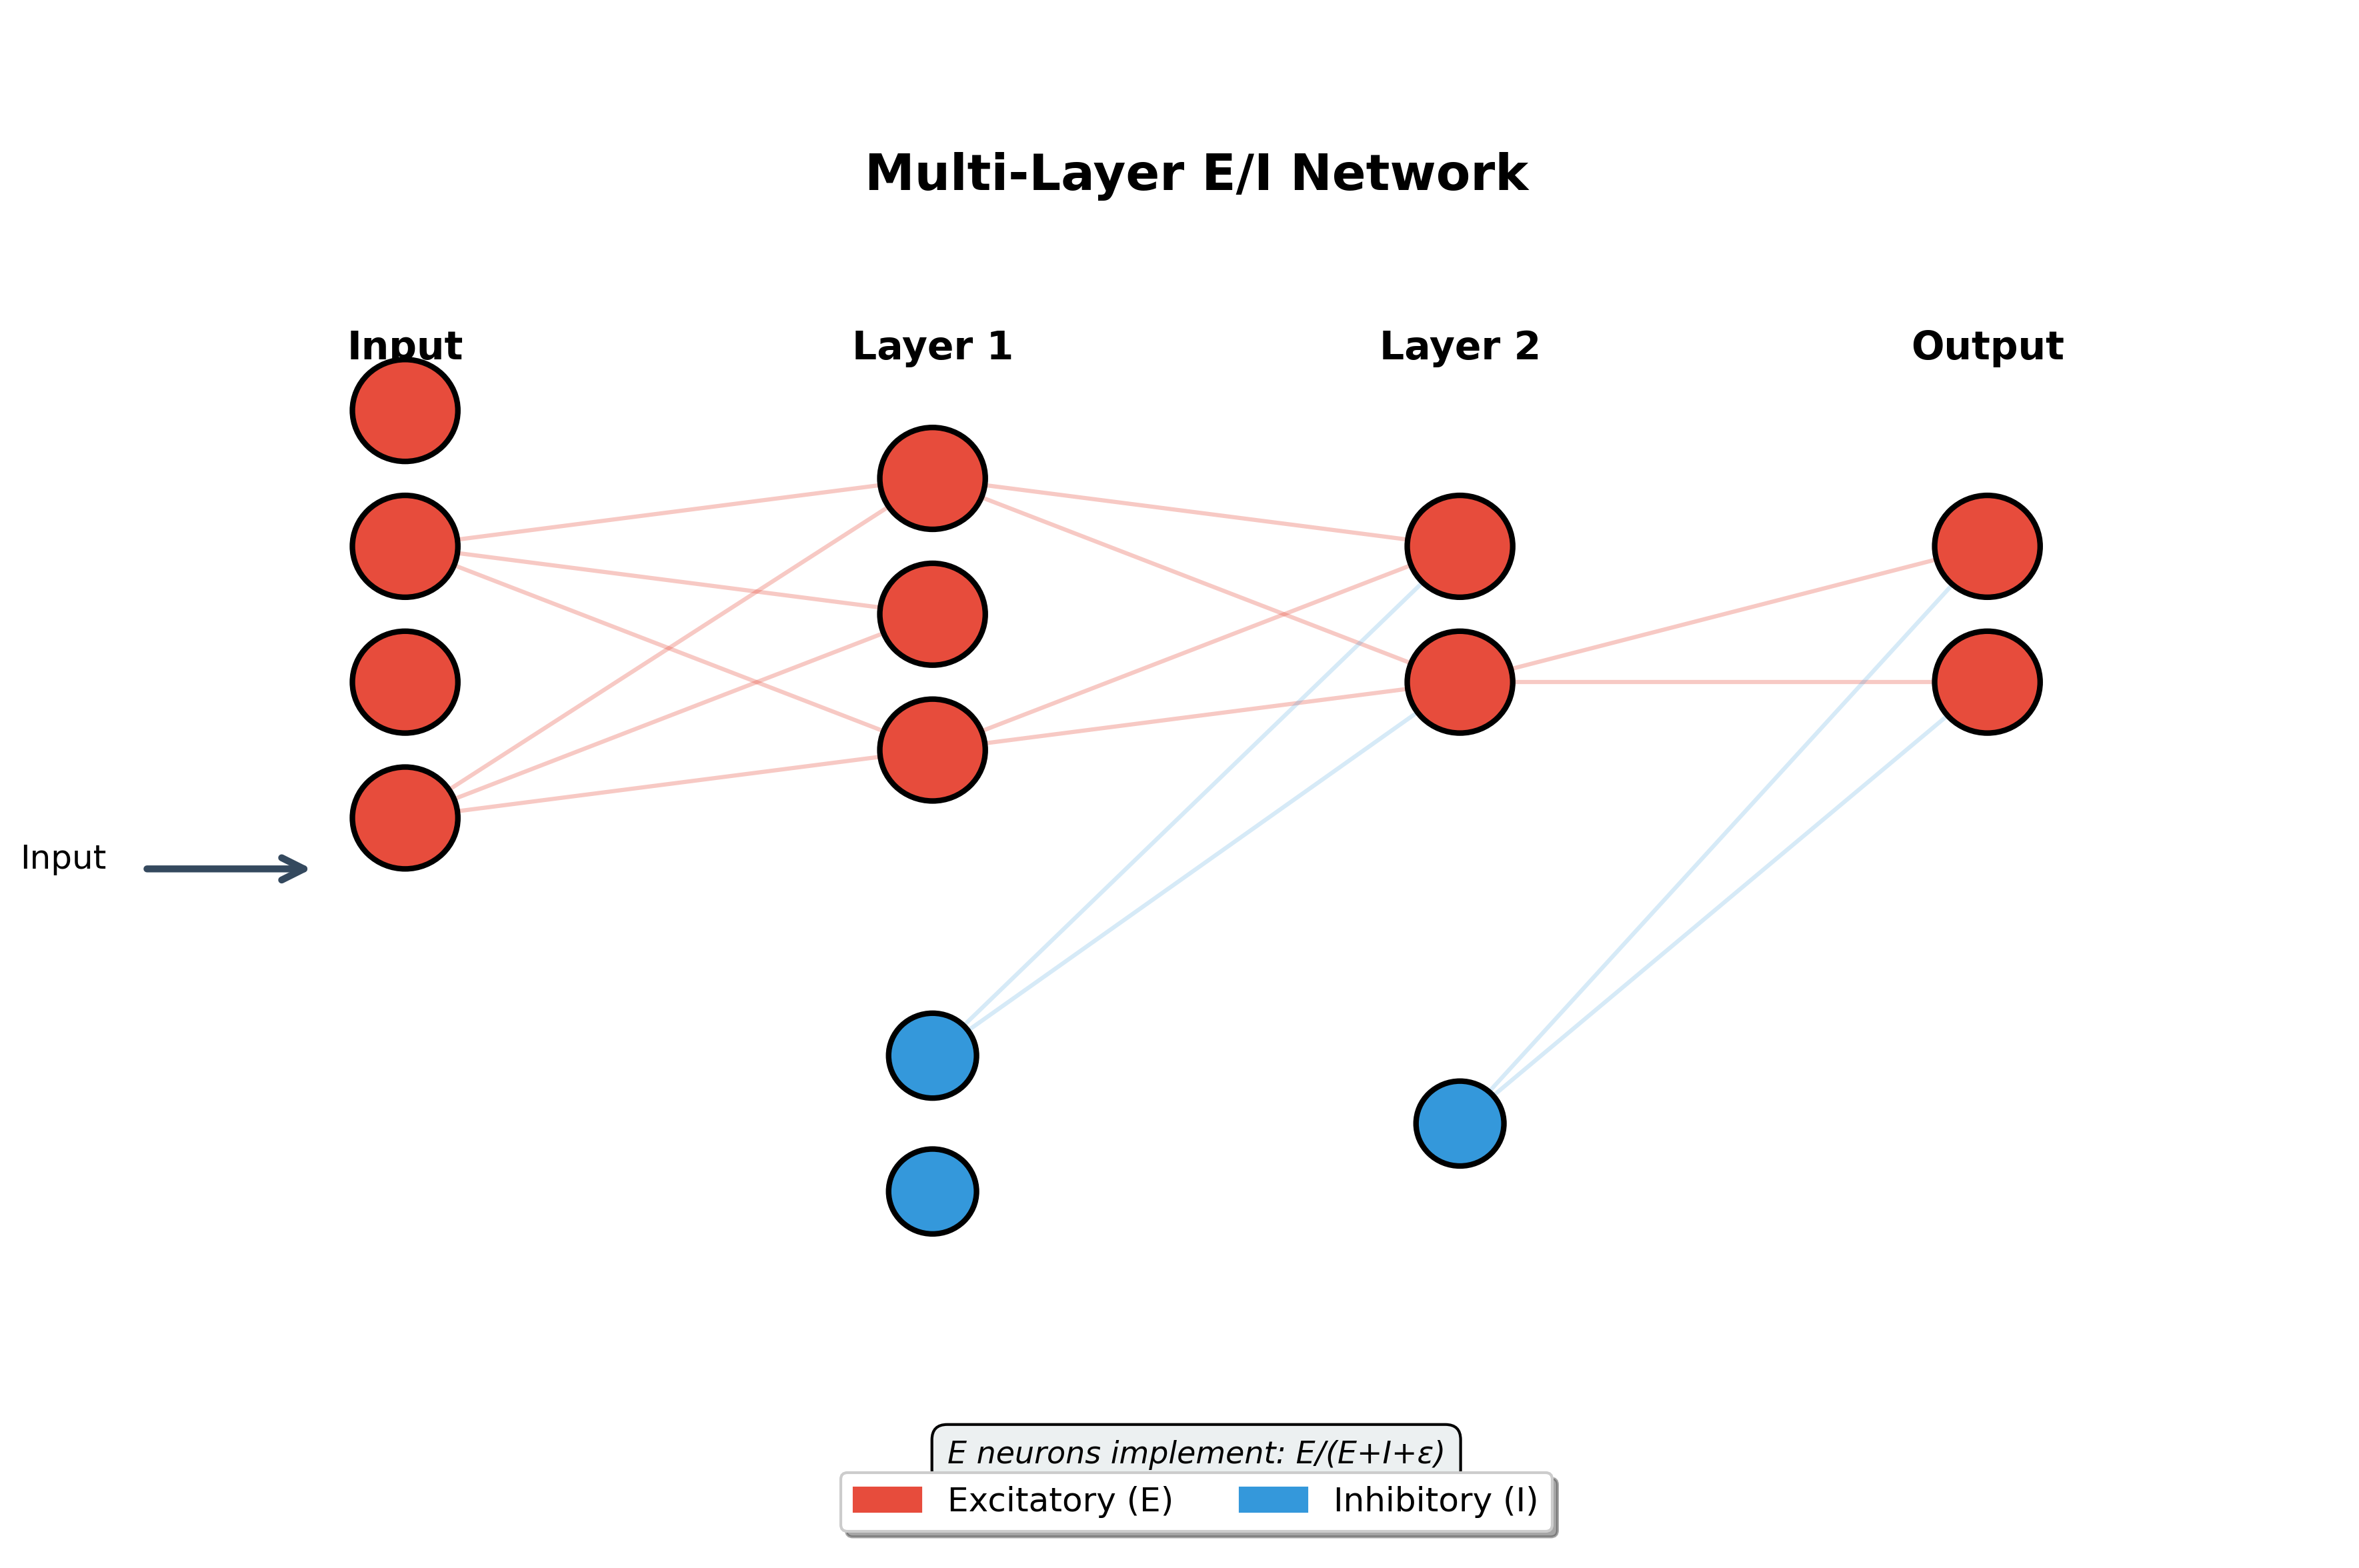 Multi-Layer E/I Network
Input
Layer 1
Layer 2
Output
Input
E neurons implement: E/(E+I+ε)
Excitatory (E)
Inhibitory (I)